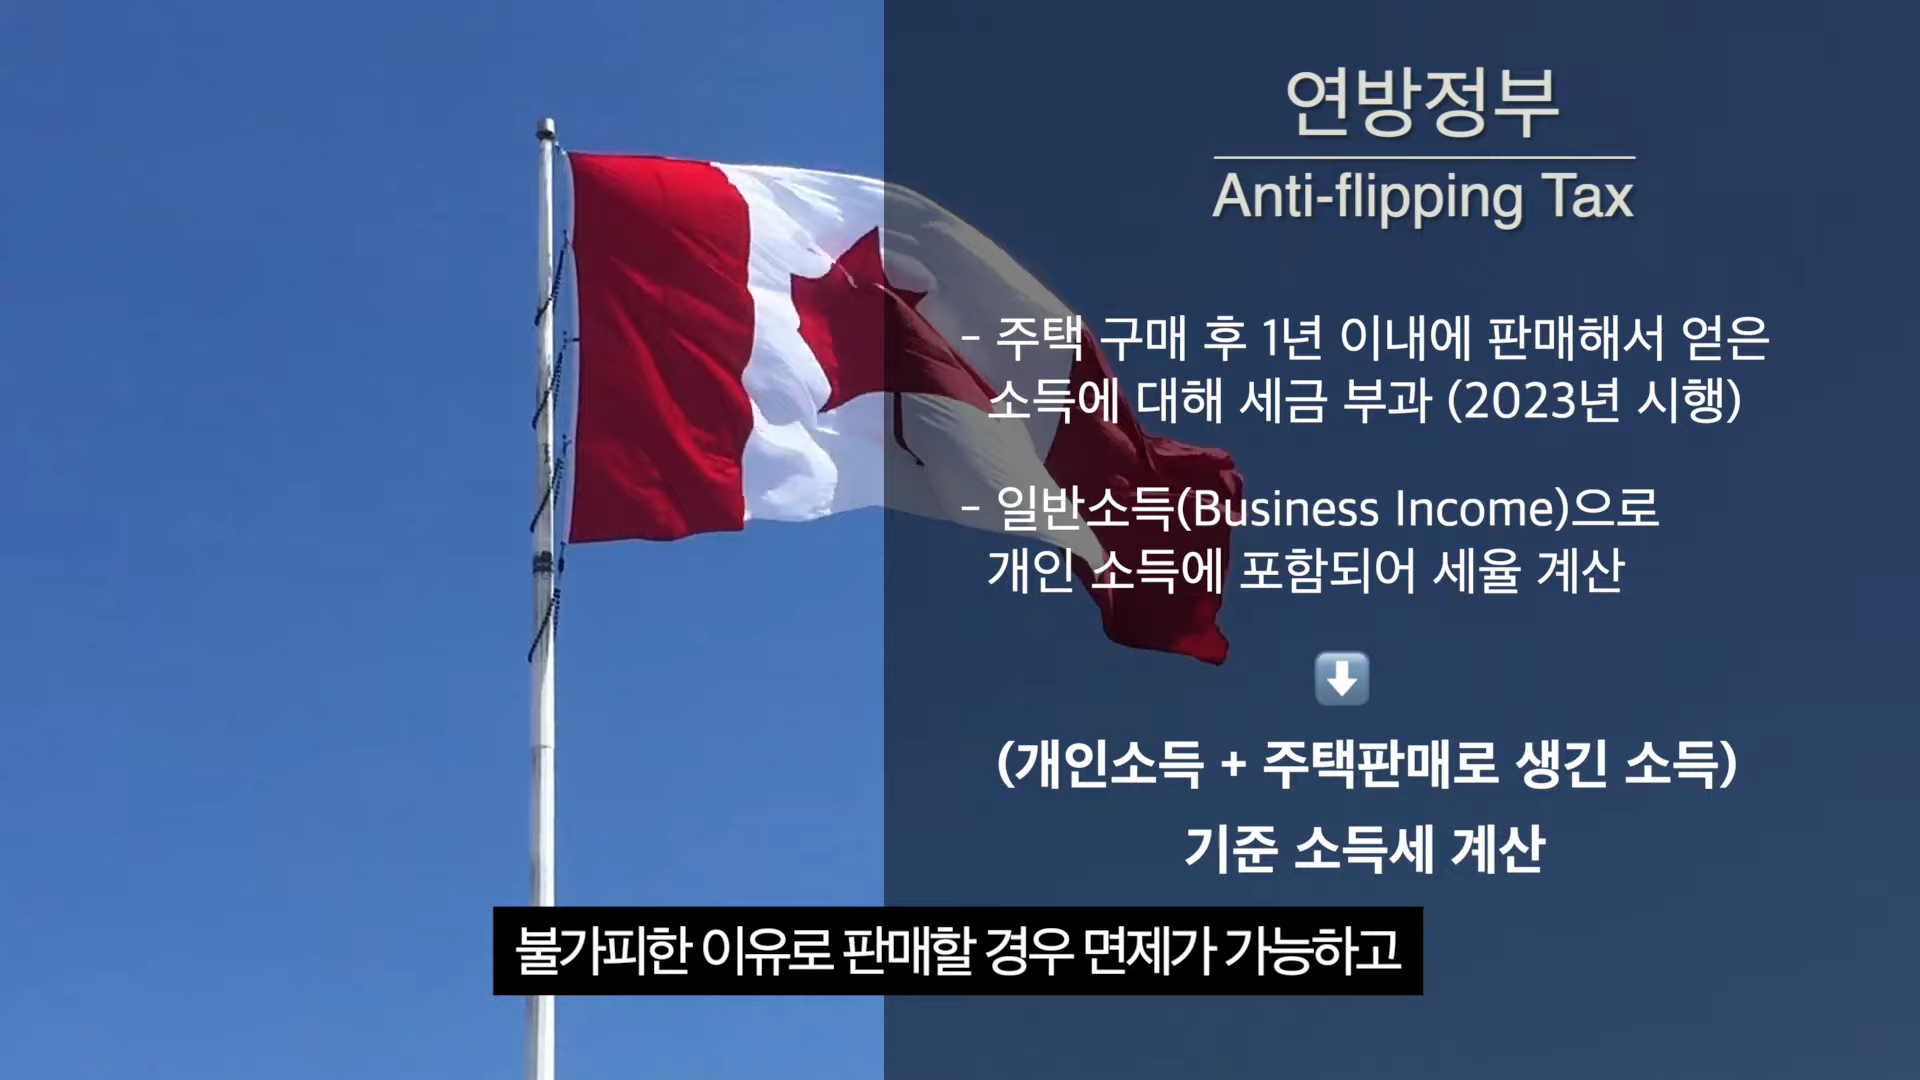 연방정부
Anti-flipping Tax
- 주택 구매 후 1년 이내에 판매해서 얻은
소득에 대해 세금 부과 (2023년 시행)
- 일반소득(Business Income)으로
개인 소득에 포함되어 세율 계산
(개인소득 + 주택판매로 생긴 소득)
기준 소득세 계산
불가피한 이유로 판매할 경우 면제가 가능하고